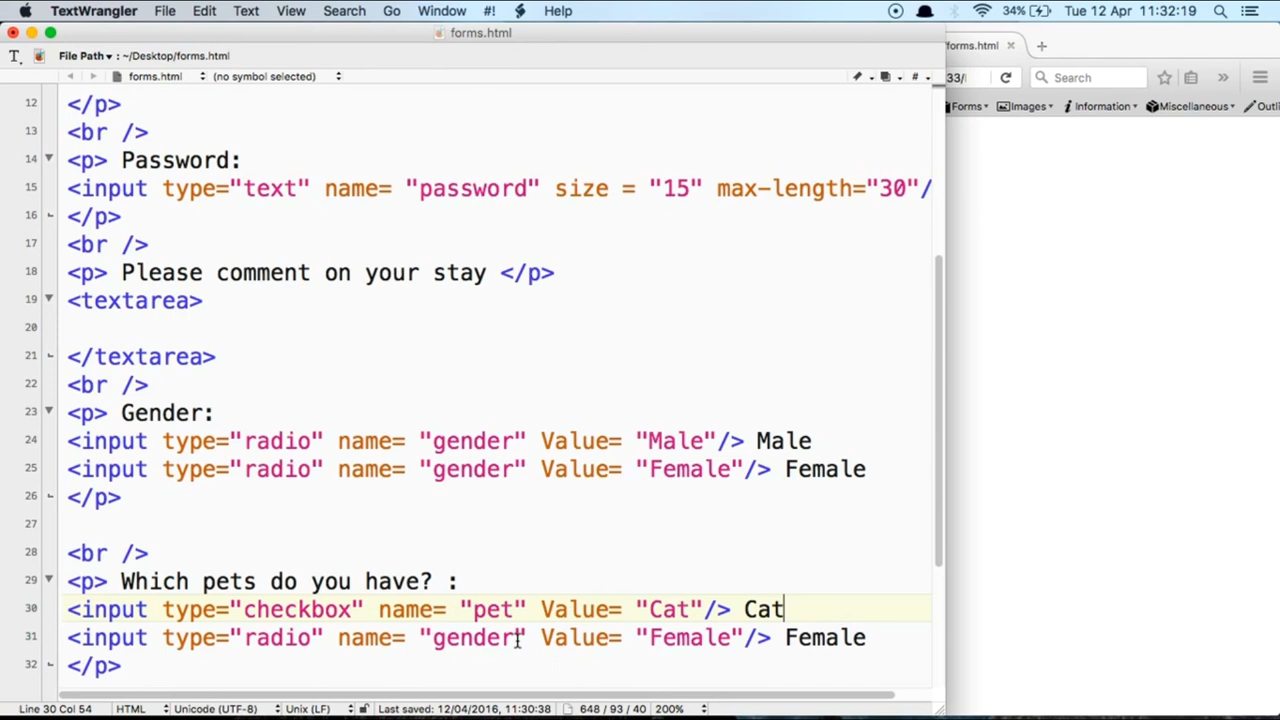 TextWrangler File Edit Text View Search Go Window #! Help 34% Tue 12 Apr 11:32:19
forms.html
File Path : ~/Desktop/forms.html
forms.html (no symbol selected) #
/forms.html
33/ Search
Forms Images Information Miscellaneous Outli
12 </p>
13 <br />
14 <p> Password:
15 <input type="text" name= "password" size = "15" max-length="30"/
16 </p>
17 <br />
18 <p> Please comment on your stay </p>
19 <textarea>
20
21 </textarea>
22 <br />
23 <p> Gender:
24 <input type="radio" name= "gender" Value= "Male"/> Male
25 <input type="radio" name= "gender" Value= "Female"/> Female
26 </p>
27
28 <br />
29 <p> Which pets do you have? :
30 <input type="checkbox" name= "pet" Value= "Cat"/> Cat
31 <input type="radio" name= "gender" Value= "Female"/> Female
32 </p>
Line 30 Col 54 HTML Unicode (UTF-8) Unix (LF) Last saved: 12/04/2016, 11:30:38 648 / 93 / 40 200%